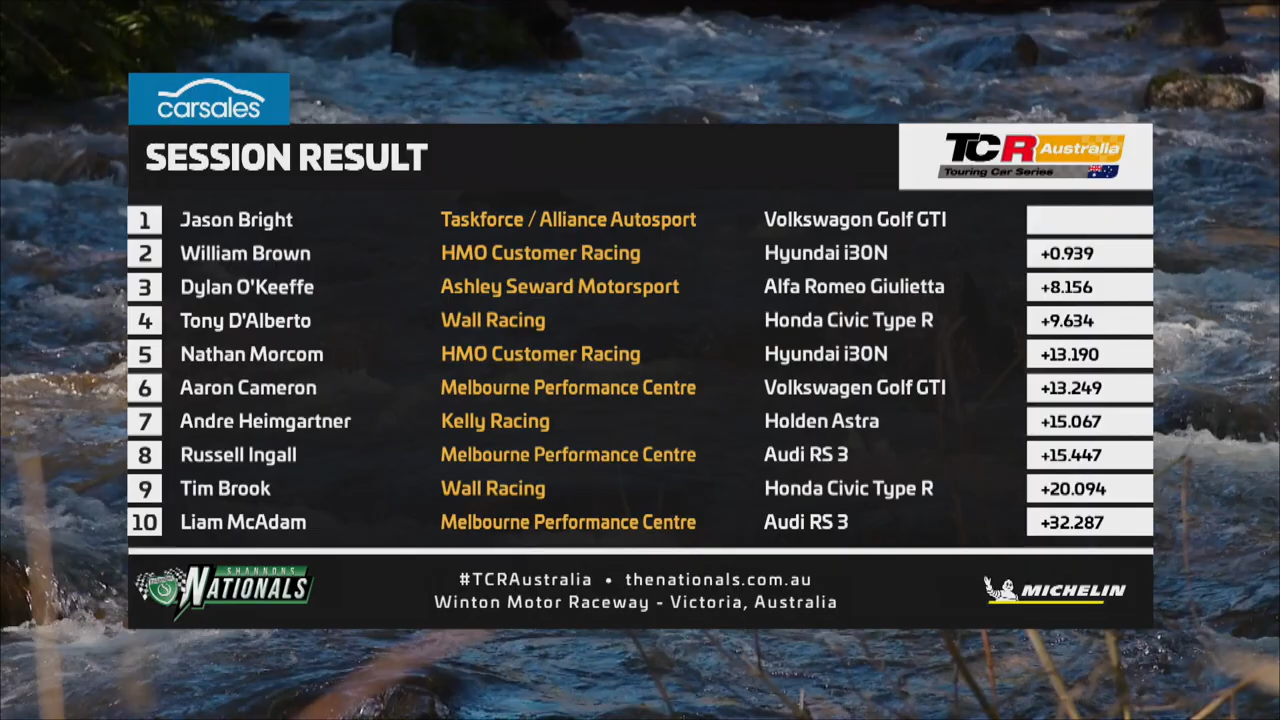 carsales
SESSION RESULT
TCR Australia
Touring Car Series
1 Jason Bright Taskforce / Alliance Autosport Volkswagon Golf GTI
2 William Brown HMO Customer Racing Hyundai i30N +0.939
3 Dylan O'Keeffe Ashley Seward Motorsport Alfa Romeo Giulietta +8.156
4 Tony D'Alberto Wall Racing Honda Civic Type R +9.634
5 Nathan Morcom HMO Customer Racing Hyundai i30N +13.190
6 Aaron Cameron Melbourne Performance Centre Volkswagen Golf GTI +13.249
7 Andre Heimgartner Kelly Racing Holden Astra +15.067
8 Russell Ingall Melbourne Performance Centre Audi RS 3 +15.447
9 Tim Brook Wall Racing Honda Civic Type R +20.094
10 Liam McAdam Melbourne Performance Centre Audi RS 3 +32.287
SHANNONS
NATIONALS
#TCRAustralia • thenationals.com.au
Winton Motor Raceway - Victoria, Australia
MICHELIN